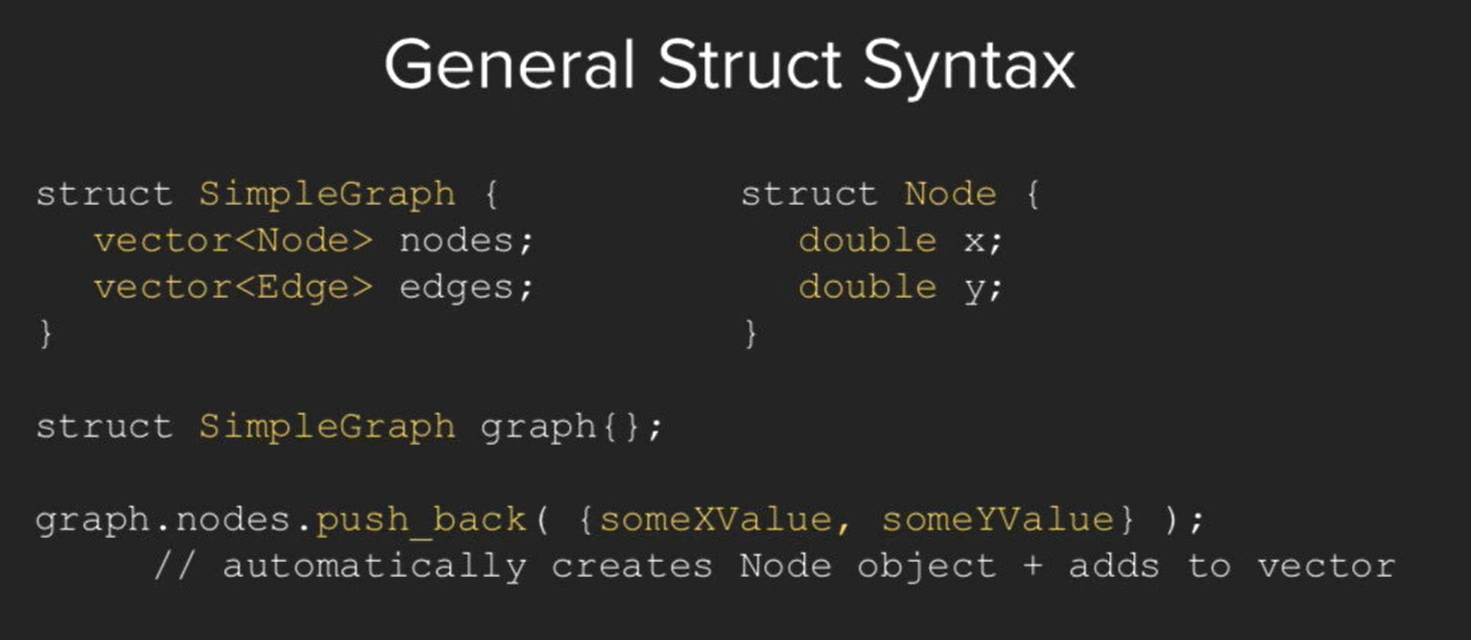 General Struct Syntax
struct SimpleGraph {
vector<Node> nodes;
vector<Edge> edges;
}
struct Node {
double x;
double y;
}
struct SimpleGraph graph{};
graph.nodes.push_back( {someXValue, someYValue} );
// automatically creates Node object + adds to vector